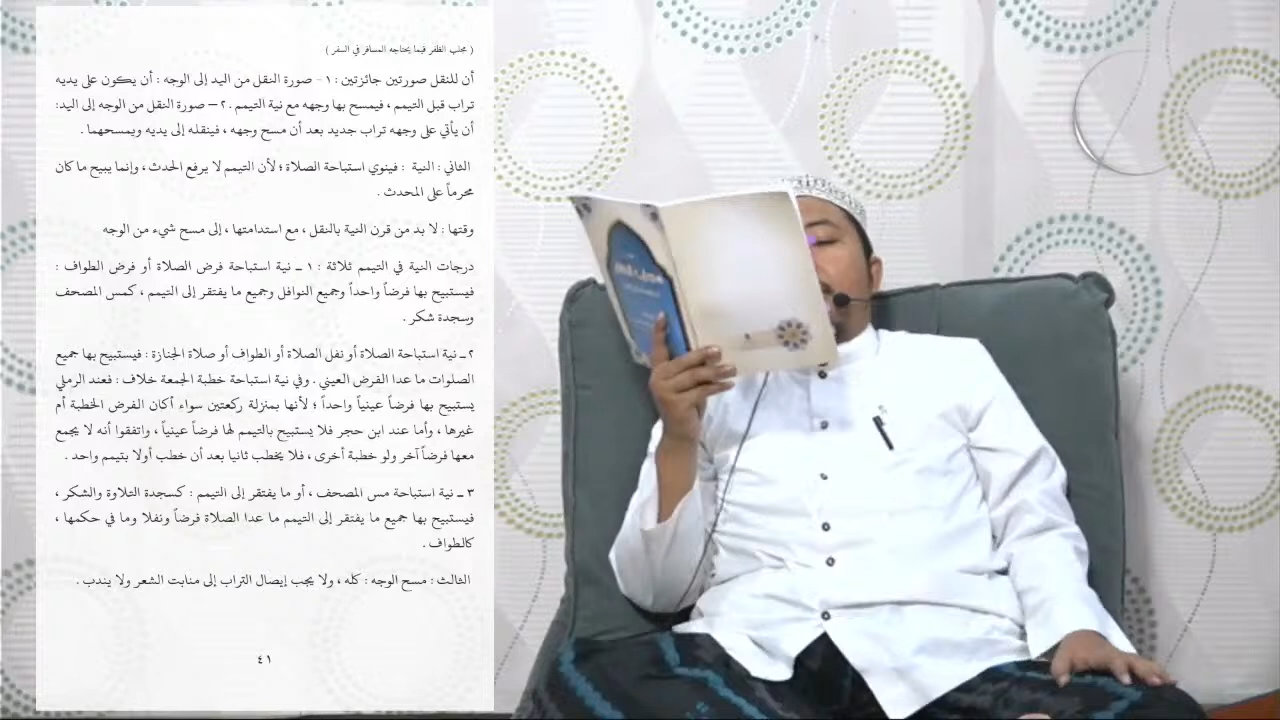 ( مجلب الظفر فيما يحتاجه المسافر في السفر )
أن للنقل صورتين جائزتين : ١- صورة النقل من اليد إلى الوجه : أن يكون على يديه
تراب قبل التيمم ، فيمسح بها وجهه مع نية التيمم . ٢ – صورة النقل من الوجه إلى اليد:
أن يأتي على وجهه تراب جديد بعد أن مسح وجهه ، فينقله إلى يديه ويمسحهما .
الثاني : النية : فينوي استباحة الصلاة ؛ لأن التيمم لا يرفع الحدث ، وإنما يبيح ما كان
محرماً على المحدث .
وقتها : لا بد من قرن النية بالنقل ، مع استدامتها ، إلى مسح شيء من الوجه
درجات النية في التيمم ثلاثة : ١ ــ نية استباحة فرض الصلاة أو فرض الطواف :
فيستبيح بها فرضاً واحداً وجميع النوافل وجميع ما يفتقر إلى التيمم ، كمس المصحف
وسجدة شكر .
٢ ــ نية استباحة الصلاة أو نفل الصلاة أو الطواف أو صلاة الجنازة : فيستبيح بها جميع
الصلوات ما عدا الفرض العيني . وفي نية استباحة خطبة الجمعة خلاف : فعند الرملي
يستبيح بها فرضاً عينياً واحداً ؛ لأنها بمنزلة ركعتين سواء أكان الفرض الخطبة أم
غيرها ، وأما عند ابن حجر فلا يستبيح بالتيمم لها فرضاً عينياً ، واتفقوا أنه لا يجمع
معها فرضاً آخر ولو خطبة أخرى ، فلا يخطب ثانيا بعد أن خطب أولا بتيمم واحد .
٣ ــ نية استباحة مس المصحف ، أو ما يفتقر إلى التيمم : كسجدة التلاوة والشكر ،
فيستبيح بها جميع ما يفتقر إلى التيمم ما عدا الصلاة فرضاً ونفلا وما في حكمها ،
كالطواف .
الثالث : مسح الوجه : كله ، ولا يجب إيصال التراب إلى منابت الشعر ولا يندب .
٤١